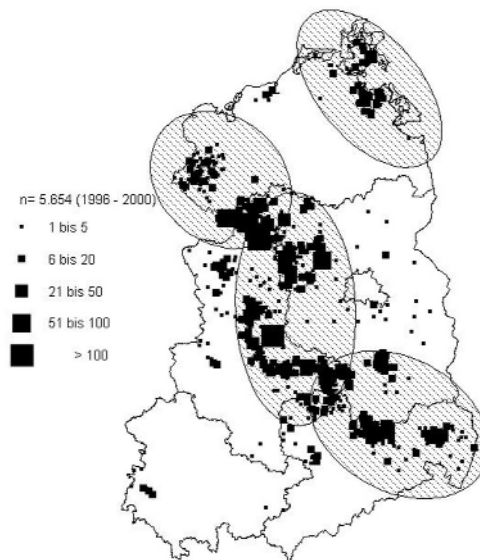 n= 5.654 (1996 - 2000)
1 bis 5
6 bis 20
21 bis 50
51 bis 100
> 100